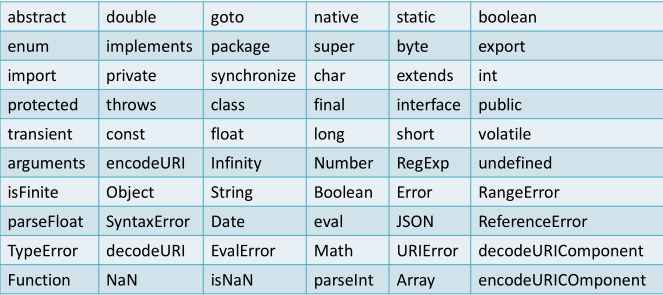 abstract double goto native static boolean
enum implements package super byte export
import private synchronize char extends int
protected throws class final interface public
transient const float long short volatile
arguments encodeURI Infinity Number RegExp undefined
isFinite Object String Boolean Error RangeError
parseFloat SyntaxError Date eval JSON ReferenceError
TypeError decodeURI EvalError Math URIError decodeURIComponent
Function NaN isNaN parseInt Array encodeURICOmponent